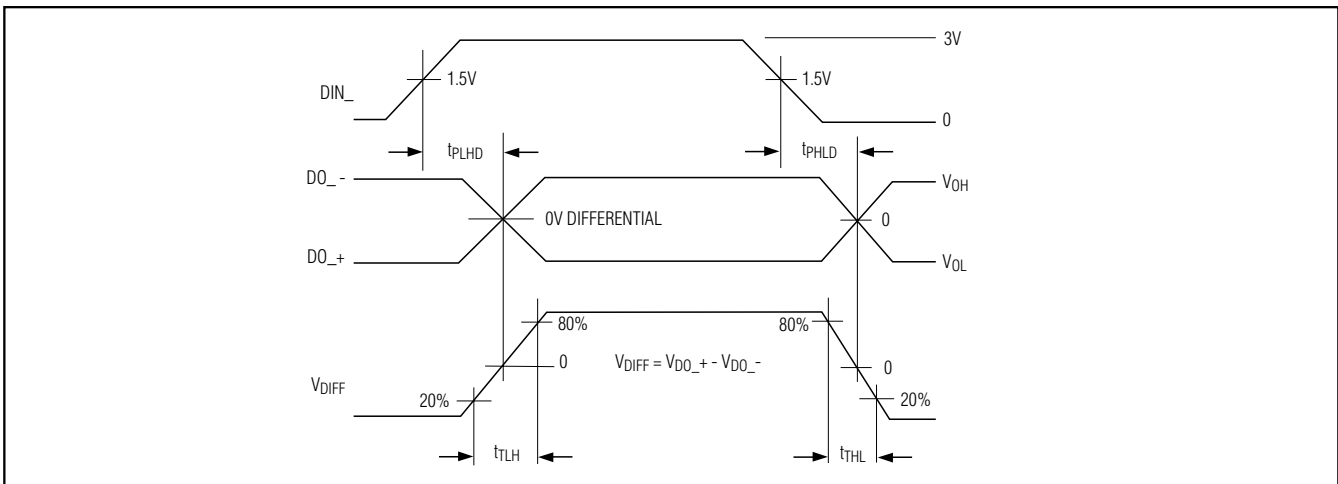 3V
1.5V
1.5V
DIN_
0
tPLHD
tPHLD
DO_ -
VOH
0V DIFFERENTIAL
0
DO_+
VOL
80%
80%
0
VDIFF = VDO_+ - VDO_-
0
VDIFF
20%
20%
tTLH
tTHL